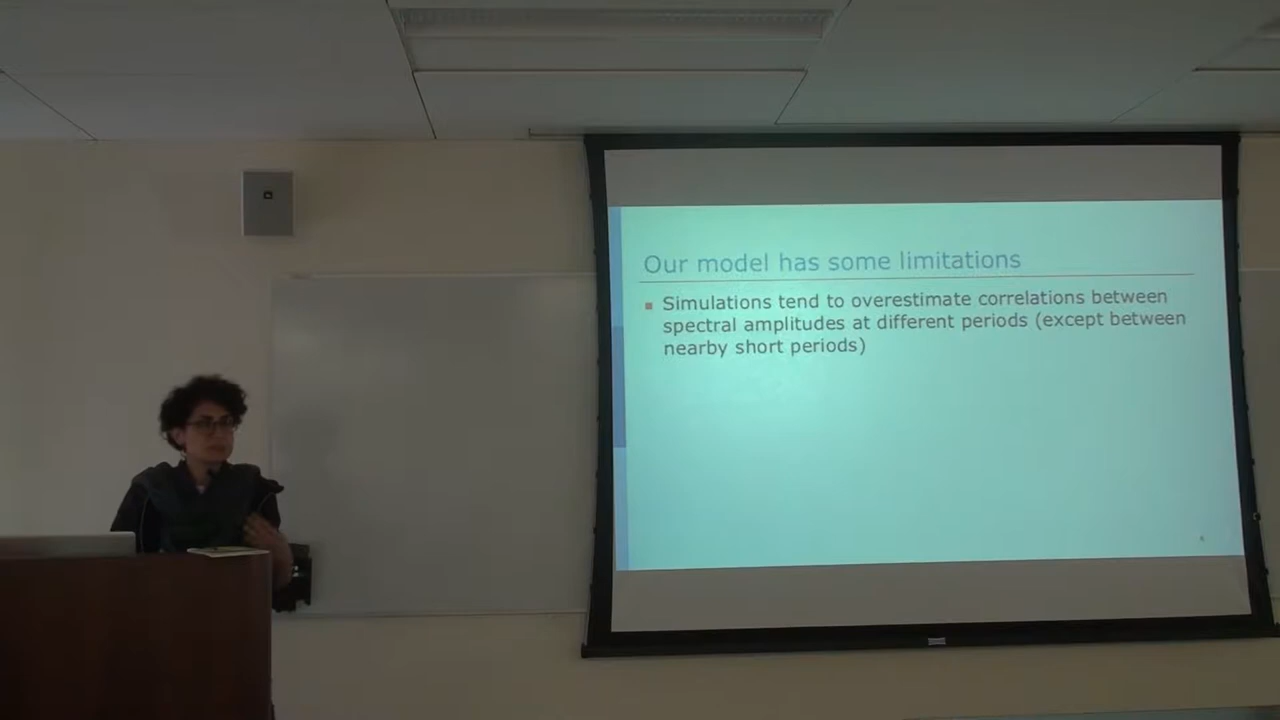 Our model has some limitations
Simulations tend to overestimate correlations between
spectral amplitudes at different periods (except between
nearby short periods)